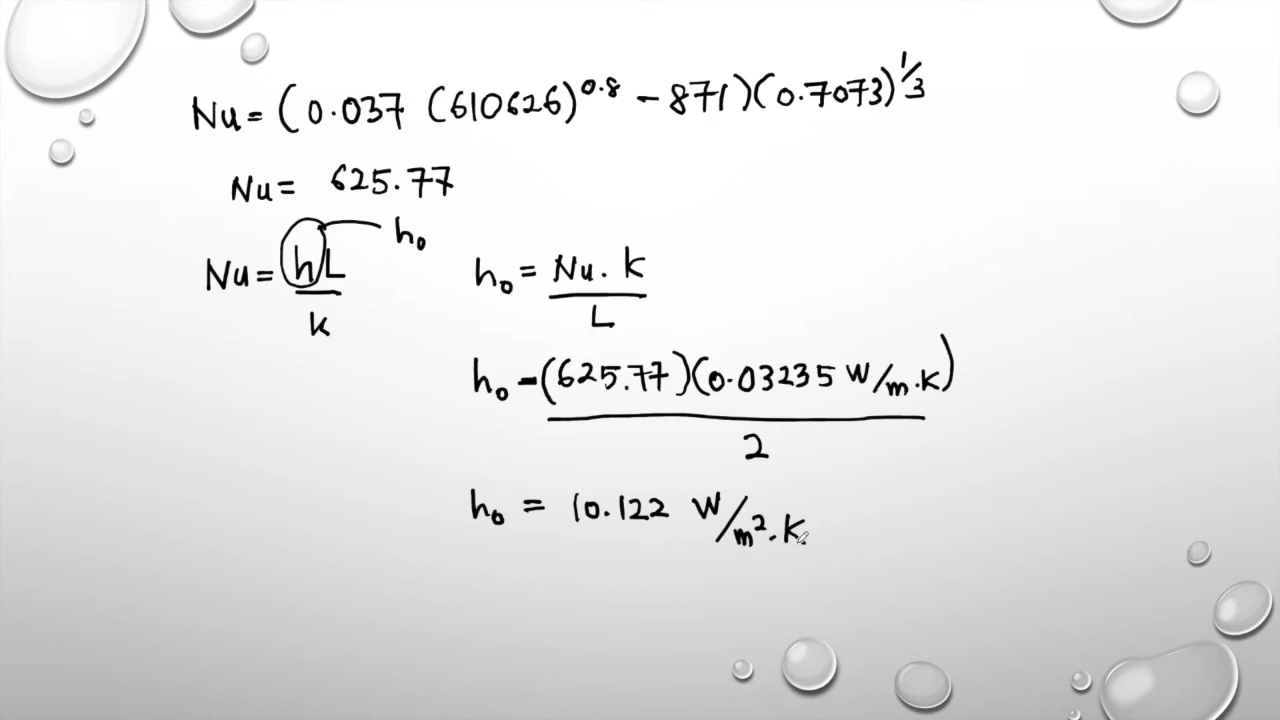 Nu = (0.037 (610626)^0.8 - 871)(0.7073)^1/3
Nu = 625.77
h₀
Nu = hL/k
h₀ = Nu. k/L
h₀ - (625.77)(0.03235 W/m.K)/2
h₀ = 10.122 W/m².K